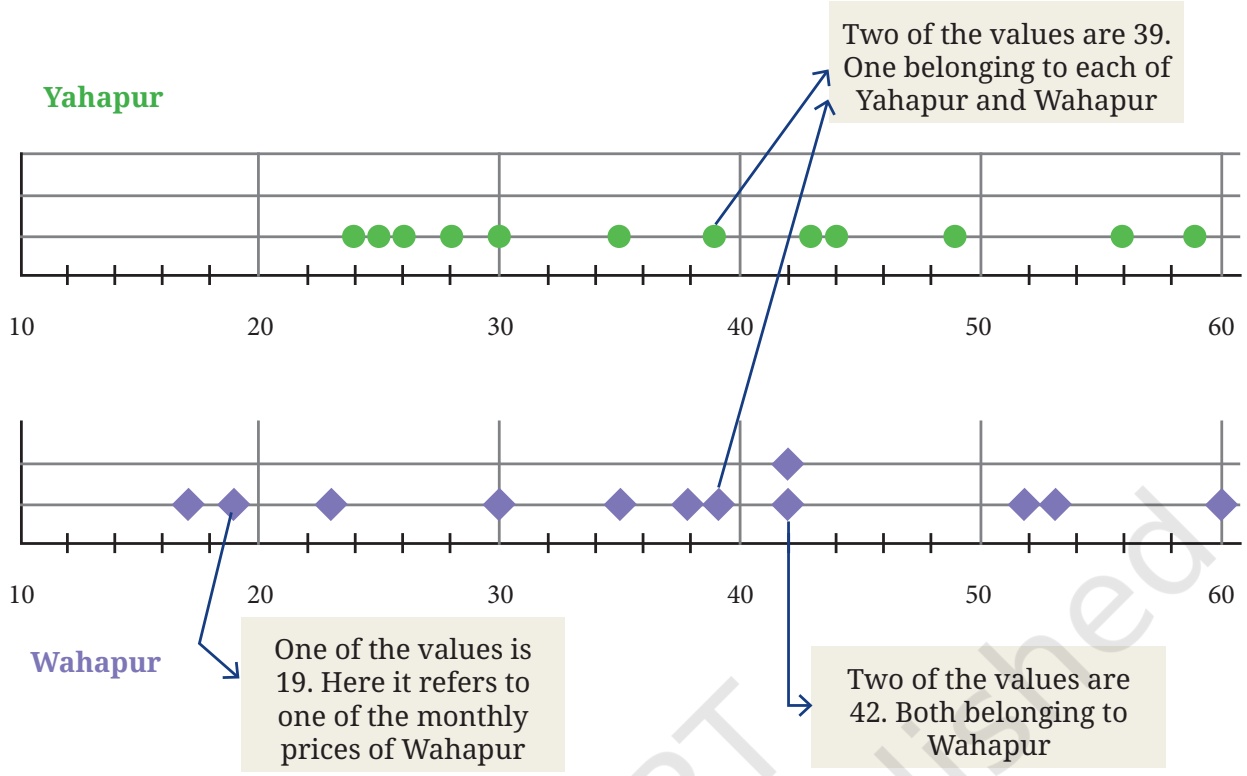 Two of the values are 39.
One belonging to each of
Yahapur and Wahapur
Yahapur
10 20 30 40 50 60
10 20 30 40 50 60
Wahapur
One of the values is
19. Here it refers to
one of the monthly
prices of Wahapur
Two of the values are
42. Both belonging to
Wahapur